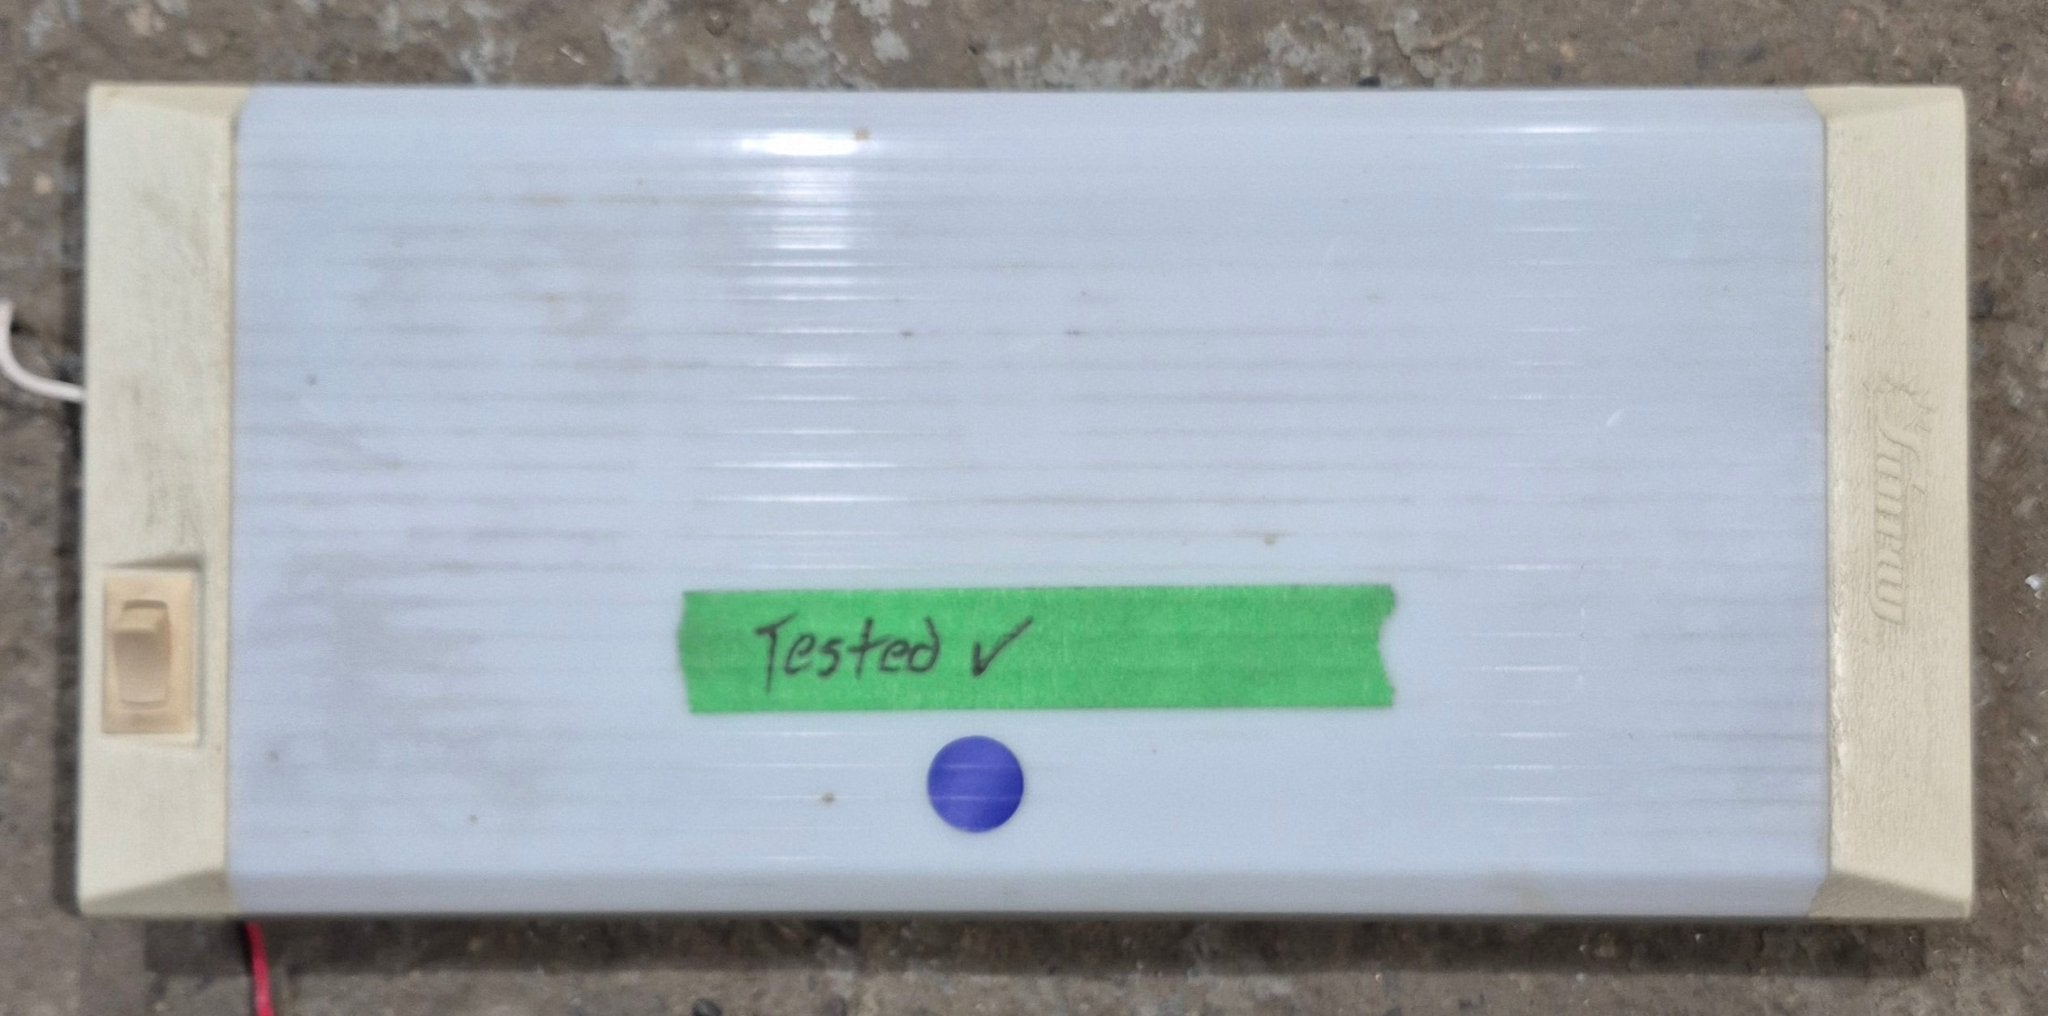 Tested ✓